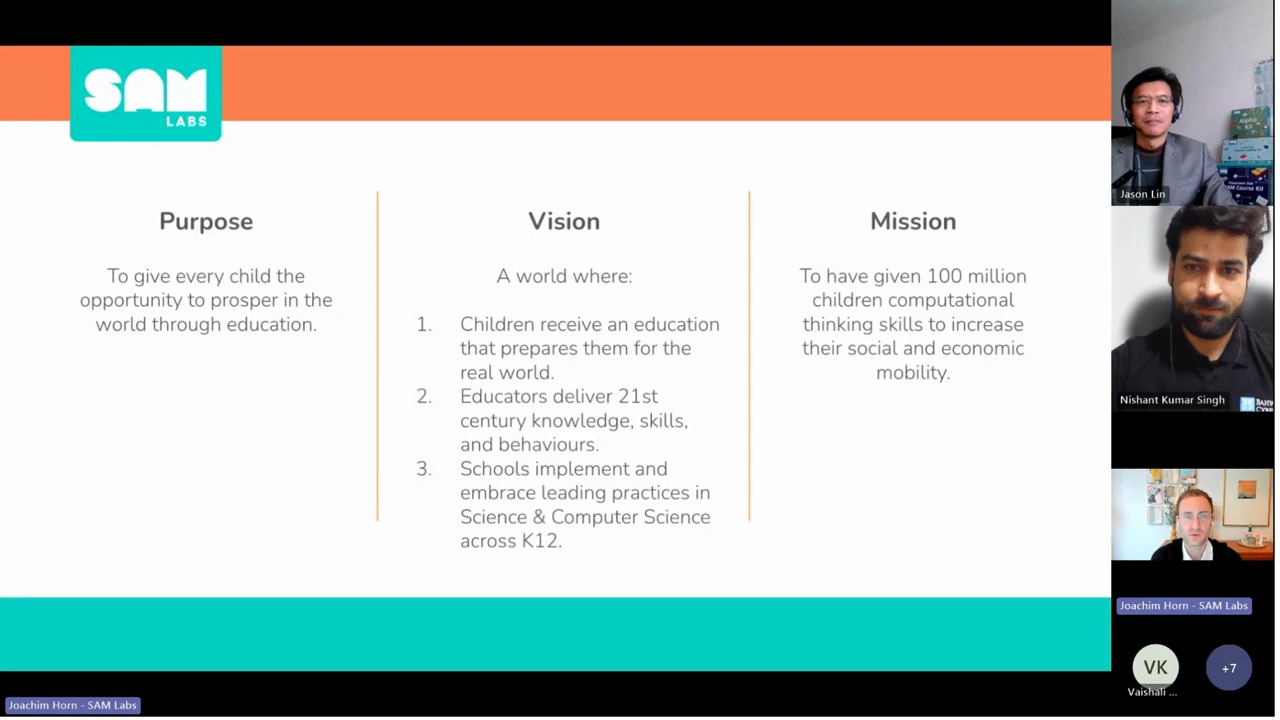 SAM
LABS
Purpose
To give every child the
opportunity to prosper in the
world through education.
Vision
A world where:
1. Children receive an education
that prepares them for the
real world.
2. Educators deliver 21st
century knowledge, skills,
and behaviours.
3. Schools implement and
embrace leading practices in
Science & Computer Science
across K12.
Mission
To have given 100 million
children computational
thinking skills to increase
their social and economic
mobility.
Alpha
Kit
Jason Lin
Nishant Kumar Singh
Joachim Horn - SAM Labs
VK
Vaishali ...
+7
Joachim Horn - SAM Labs